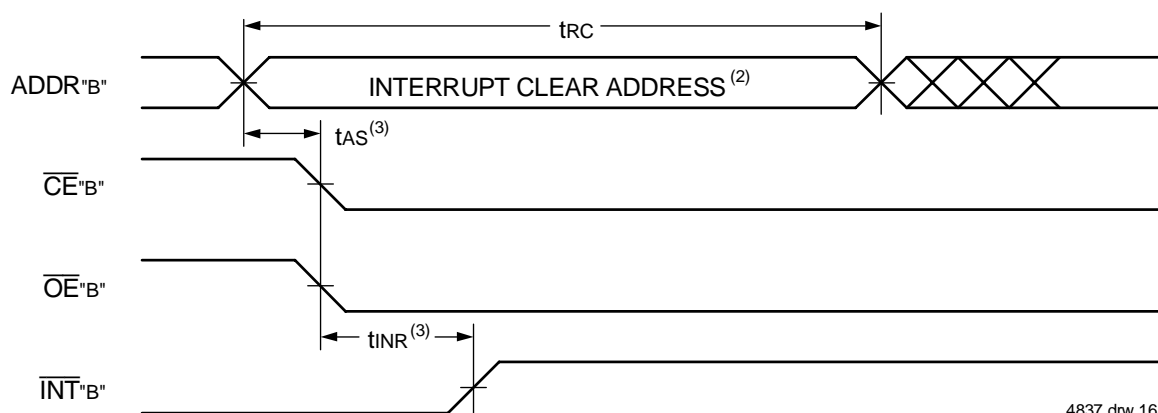 tRC
ADDR"B"
INTERRUPT CLEAR ADDRESS (2)
tAS(3)
CE"B"
OE"B"
tINR(3)
INT"B"
4837 drw 16